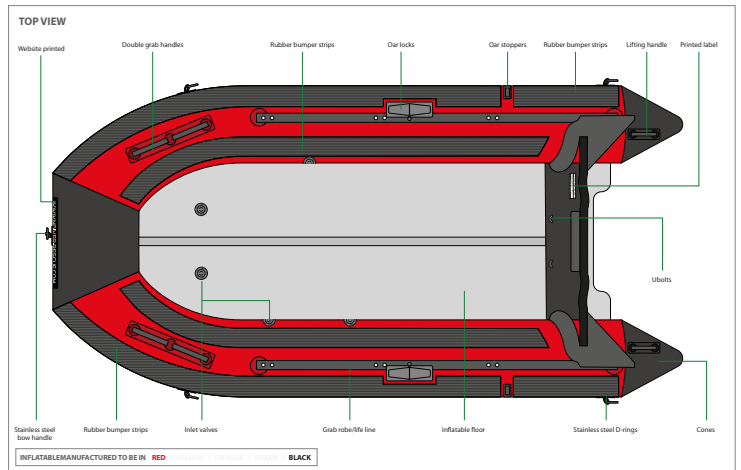 TOP VIEW
Website printed
Double grab handles
Rubber bumper strips
Oar locks
Oar stoppers
Rubber bumper strips
Lifting handle
Printed label
Ubolts
Stainless steel
bow handle
Rubber bumper strips
Inlet valves
Grab robe/life line
Inflatable floor
Stainless steel D-rings
Cones
INFLATABLEMANUFACTURED TO BE IN RED | YELLOW | ORANGE | GREEN | BLACK